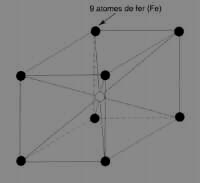 9 atomes de fer (Fe)